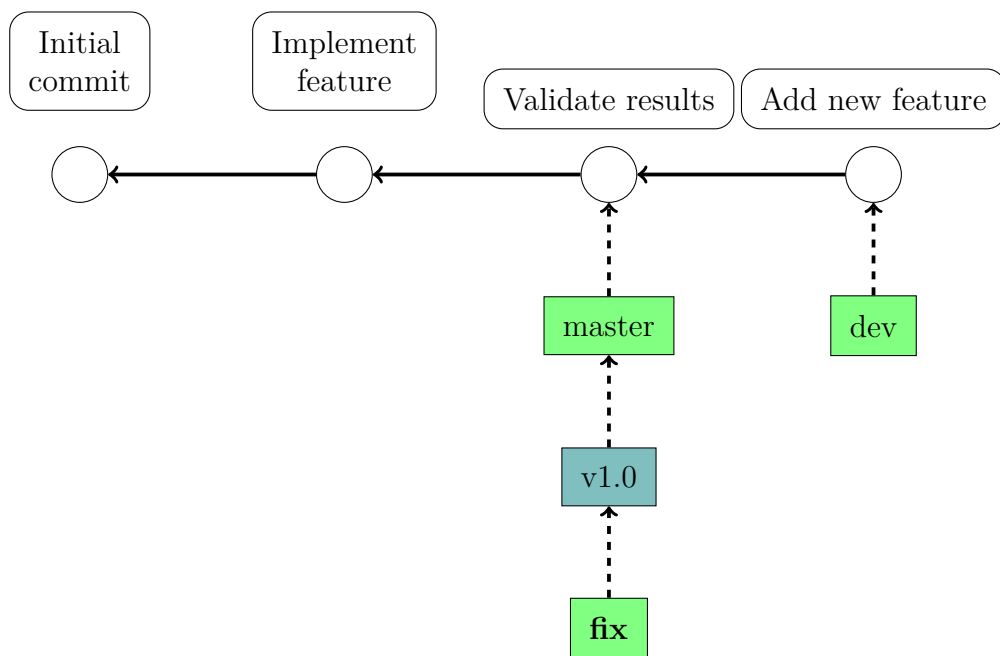 Initial
commit
Implement
feature
Validate results
Add new feature
master
dev
v1.0
fix